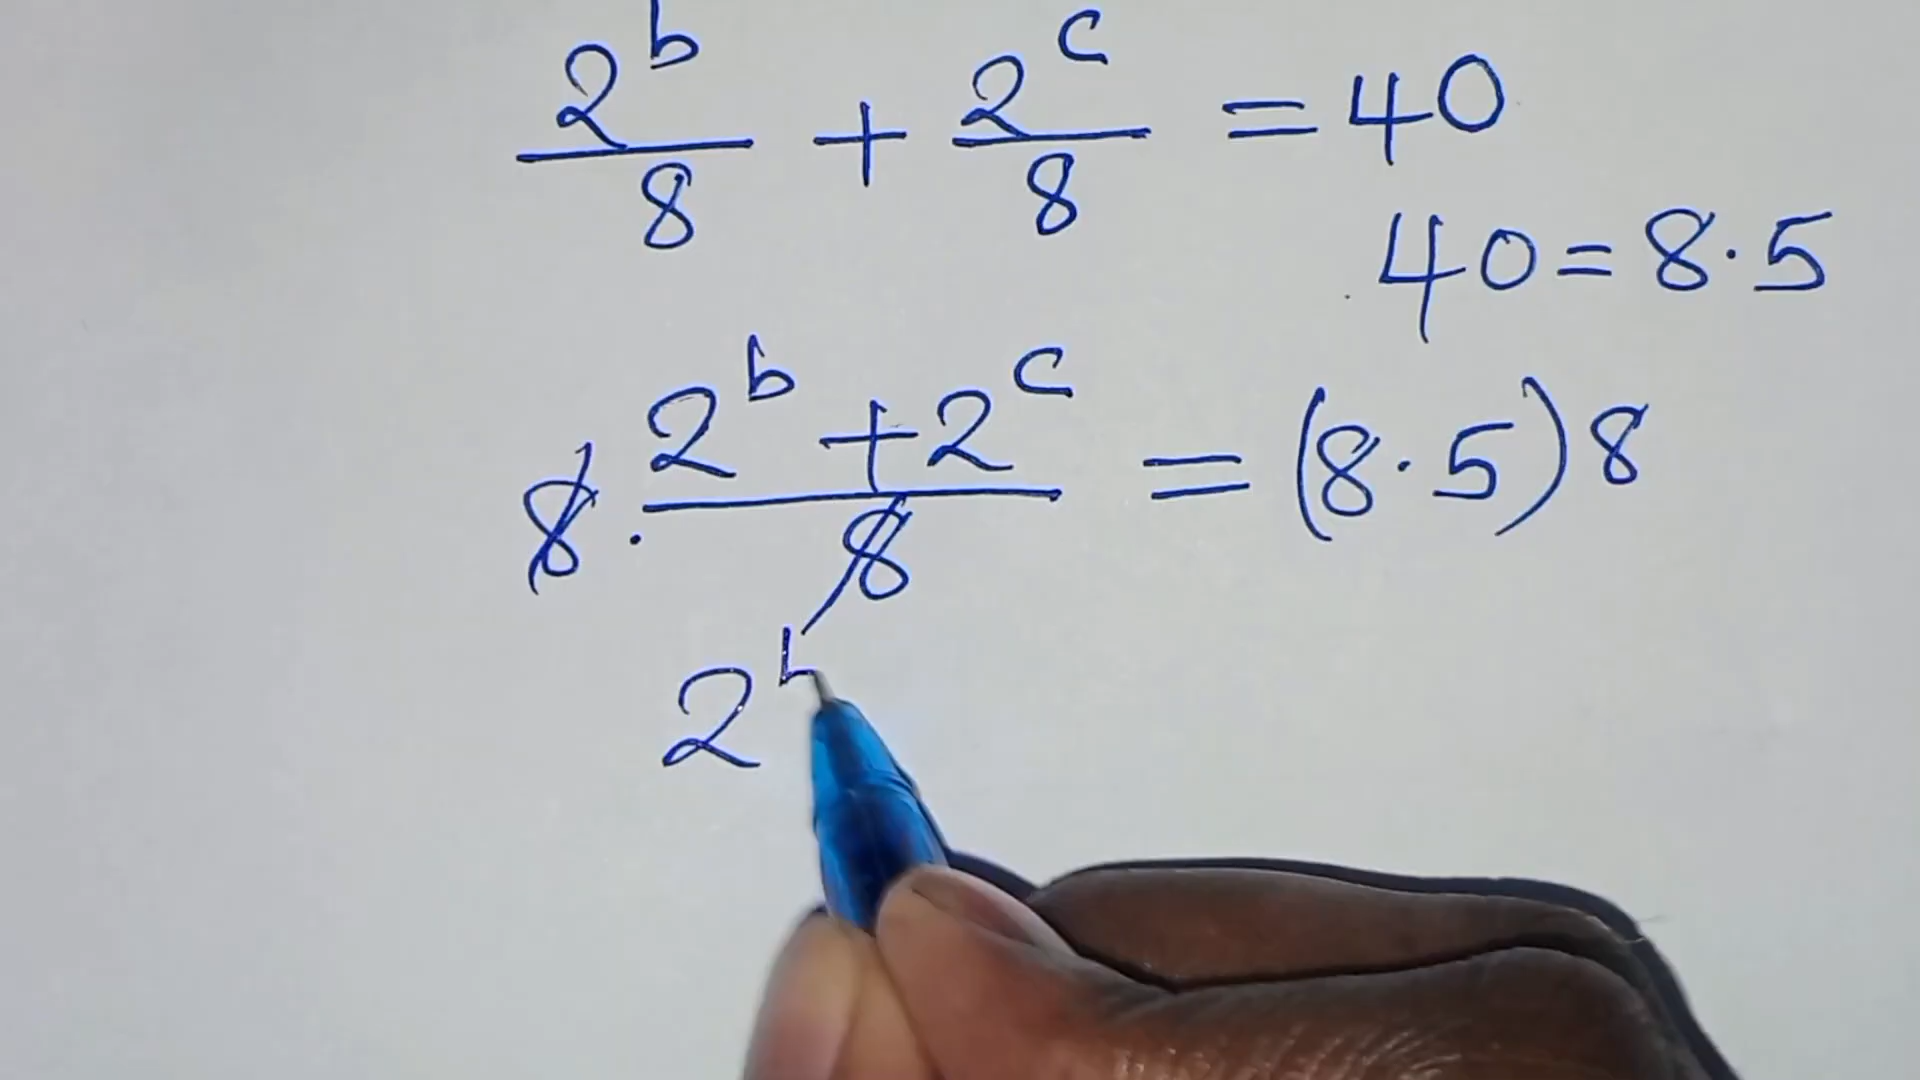 2^b/8 + 2^c/8 = 40
40 = 8·5
8· (2^b + 2^c)/8 = (8·5)8
2^b